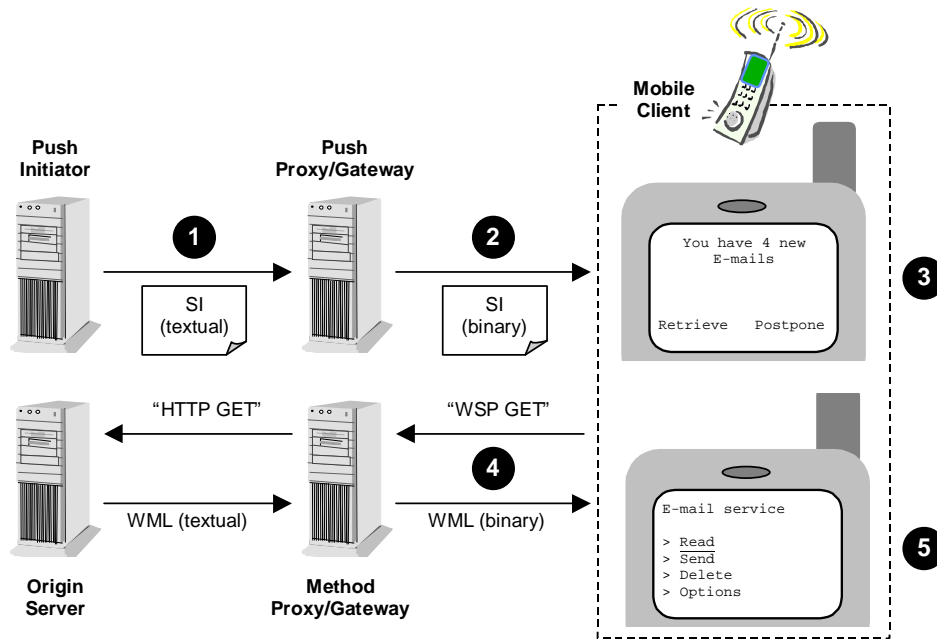 Mobile
Client
Push
Initiator
Push
Proxy/Gateway
1
2
SI
(textual)
SI
(binary)
You have 4 new
E-mails
Retrieve Postpone
3
“HTTP GET”
“WSP GET”
4
WML (textual)
WML (binary)
E-mail service
> Read
> Send
> Delete
> Options
5
Origin
Server
Method
Proxy/Gateway